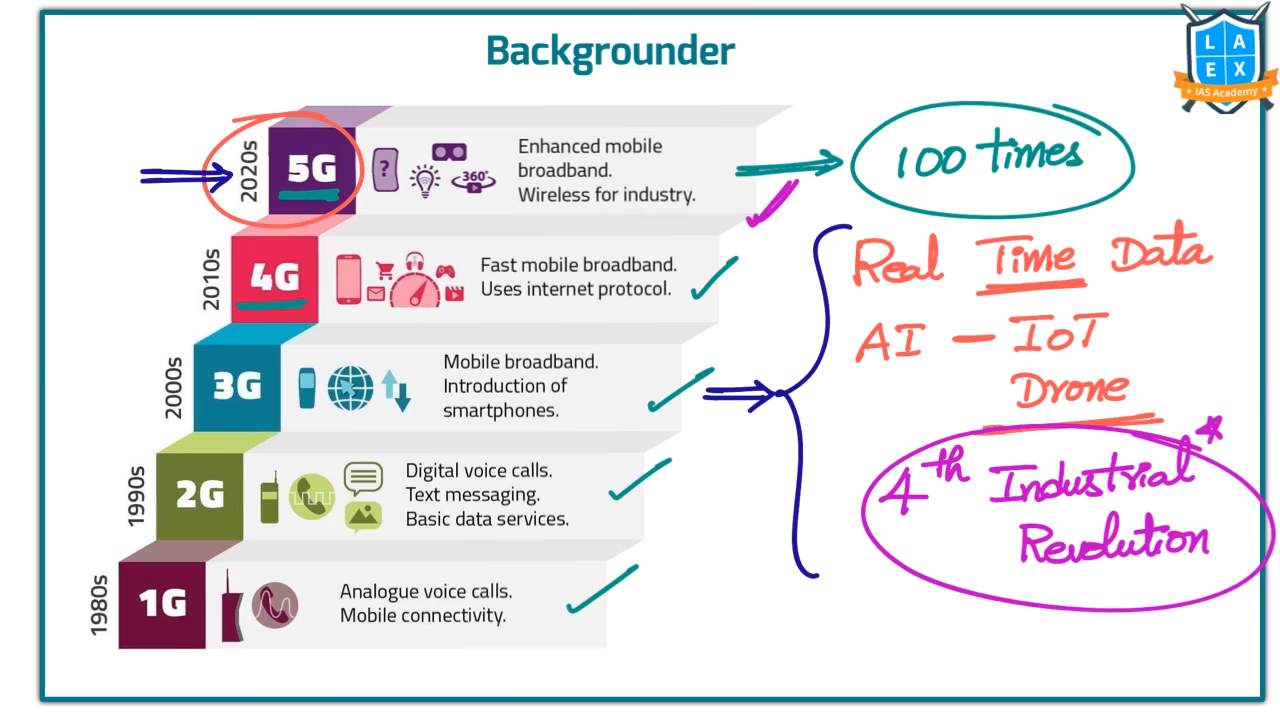 Backgrounder
L A
E X
IAS Academy
2020s
5G
?
360°
Enhanced mobile
broadband.
Wireless for industry.
100 times
2010s
4G
Fast mobile broadband.
Uses internet protocol.
Real Time Data
AI — IoT
Drone
2000s
3G
Mobile broadband.
Introduction of
smartphones.
4th Industrial*
Revolution
1990s
2G
Digital voice calls.
Text messaging.
Basic data services.
1980s
1G
Analogue voice calls.
Mobile connectivity.